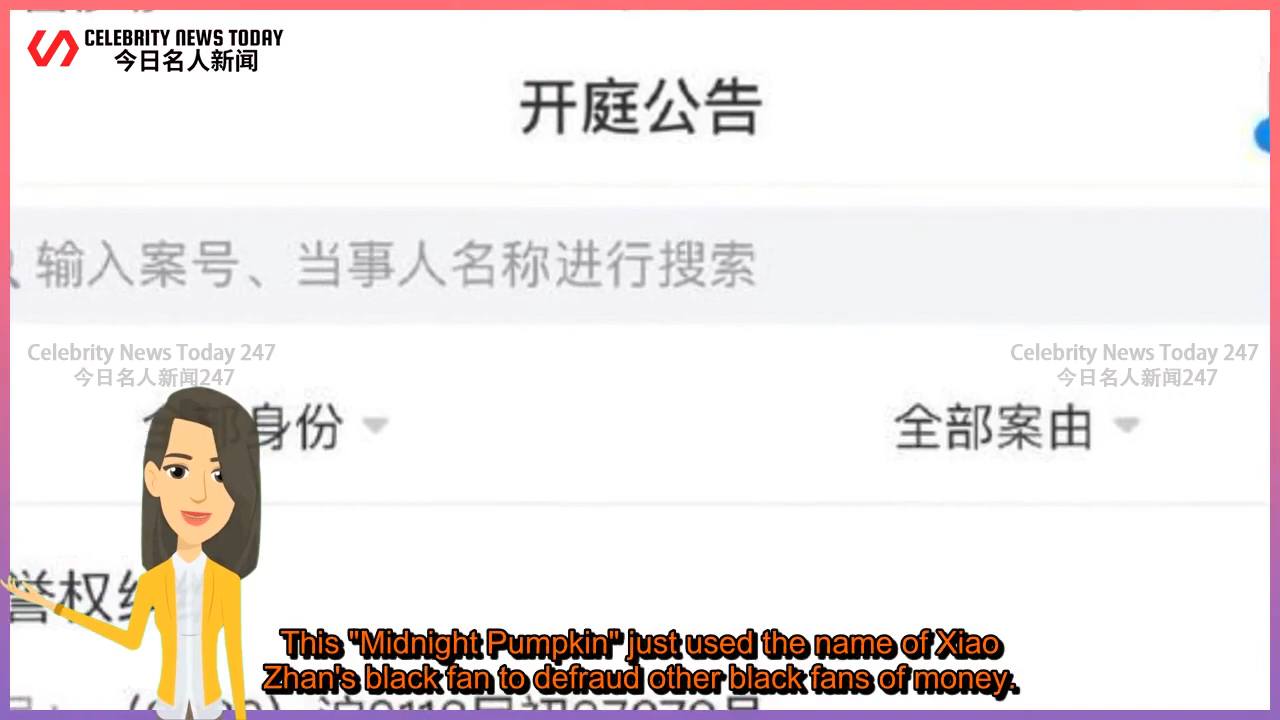 CELEBRITY NEWS TODAY
今日名人新闻
开庭公告
输入案号、当事人名称进行搜索
Celebrity News Today 247
今日名人新闻247
Celebrity News Today 247
今日名人新闻247
全部身份
全部案由
誉权
This "Midnight Pumpkin" just used the name of Xiao
Zhan's black fan to defraud other black fans of money.